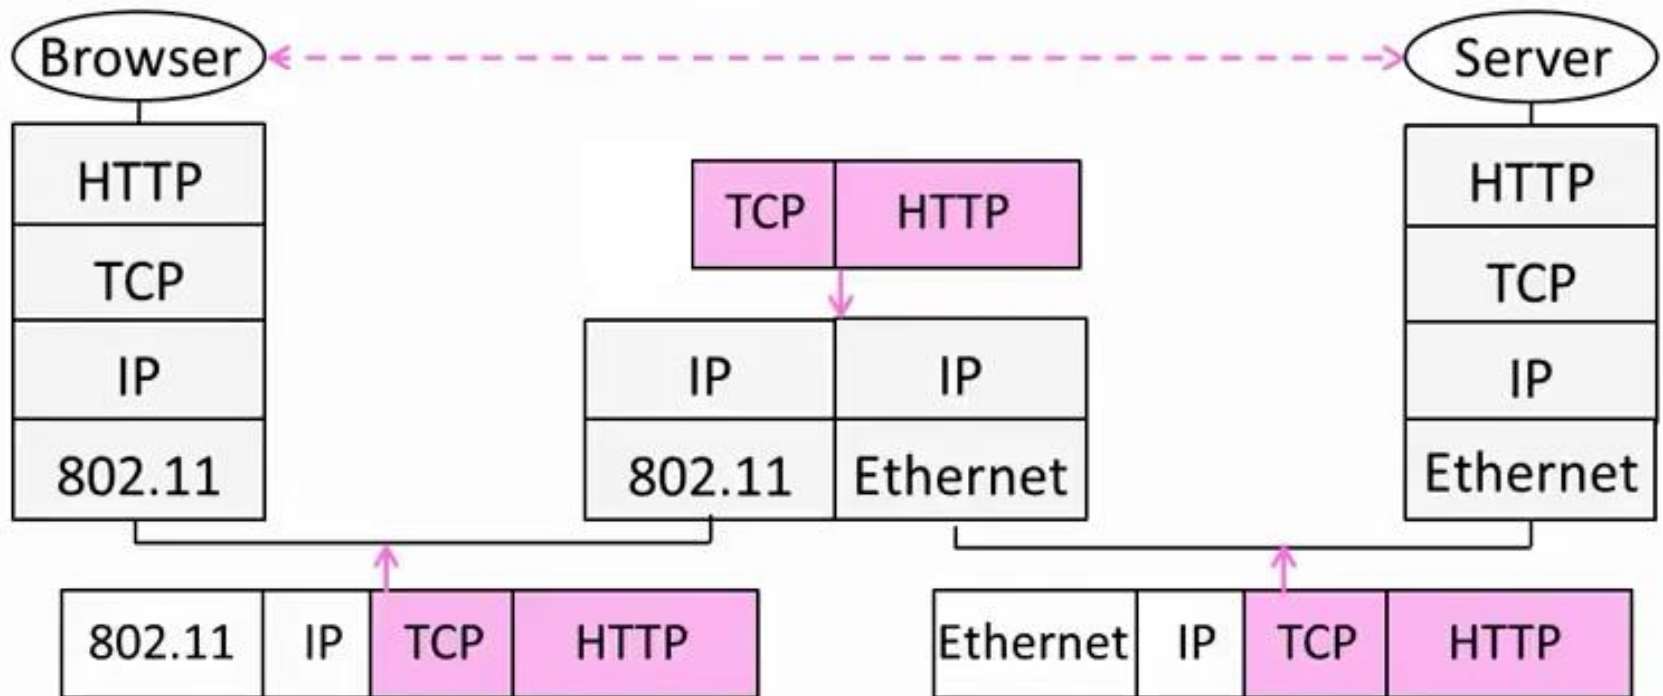 Browser
Server
HTTP
TCP
IP
802.11
TCP HTTP
IP IP
802.11 Ethernet
HTTP
TCP
IP
Ethernet
802.11 IP TCP HTTP
Ethernet IP TCP HTTP